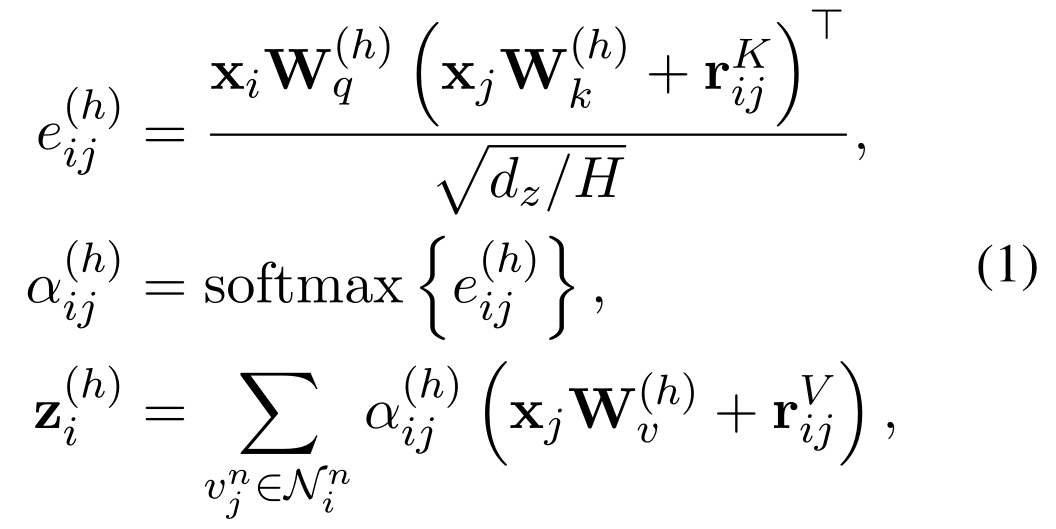 $e_{ij}^{(h)} = \frac{\mathbf{x}_i \mathbf{W}_q^{(h)} \left( \mathbf{x}_j \mathbf{W}_k^{(h)} + \mathbf{r}_{ij}^{K} \right)^{\top}}{\sqrt{d_z / H}},$
$\alpha_{ij}^{(h)} = \mathrm{softmax} \left\{ e_{ij}^{(h)} \right\},$ (1)
$\mathbf{z}_i^{(h)} = \sum_{v_j^n \in \mathcal{N}_i^n} \alpha_{ij}^{(h)} \left( \mathbf{x}_j \mathbf{W}_v^{(h)} + \mathbf{r}_{ij}^{V} \right),$